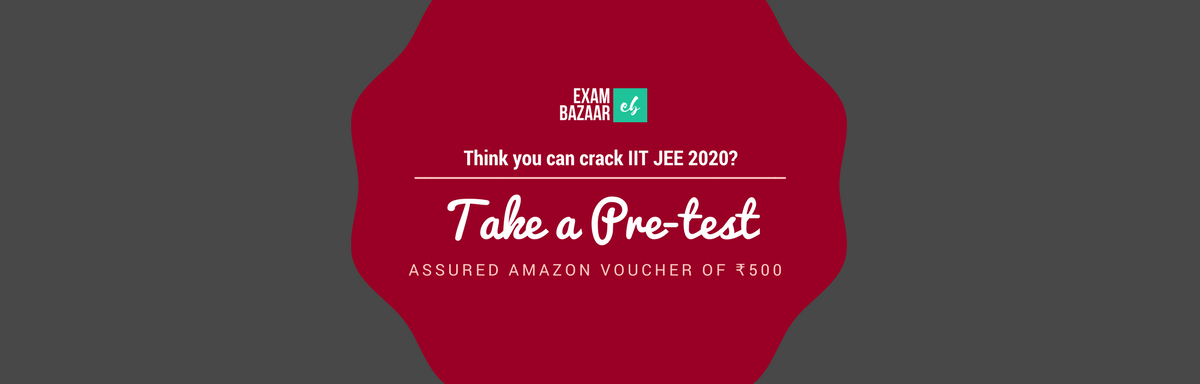 EXAM
BAZAAR eb
Think you can crack IIT JEE 2020?
Take a Pre-test
ASSURED AMAZON VOUCHER OF ₹500